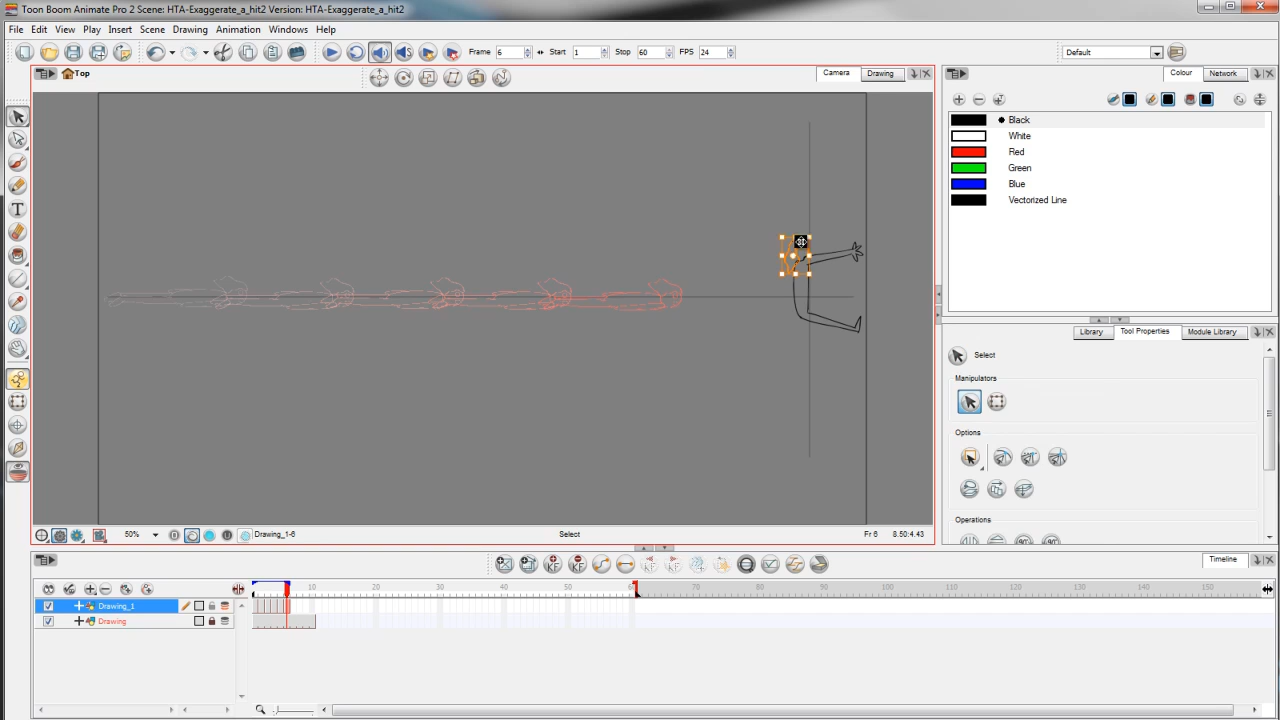 Toon Boom Animate Pro 2 Scene: HTA-Exaggerate_a_hit2 Version: HTA-Exaggerate_a_hit2
File Edit View Play Insert Scene Drawing Animation Windows Help
Frame 6 Start 1 Stop 60 FPS 24 Default
Top Camera Drawing Colour Network
Black
White
Red
Green
Blue
Vectorized Line
Library Tool Properties Module Library
Select
Manipulators
Options
Operations
50% Drawing_1-6 Select Fr 6 8.50:4.43
Timeline
10 20 30 40 50 70 80 90 100 110 120 130 140 150
Drawing_1
Drawing